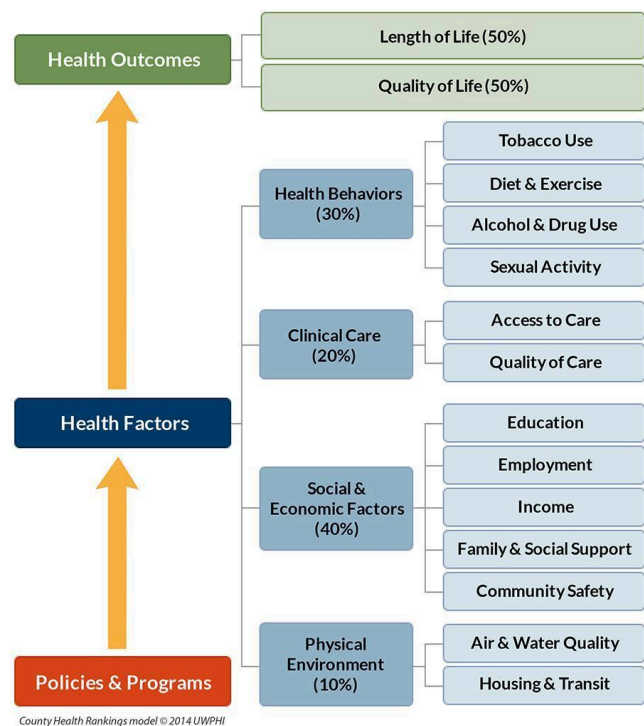 Health Outcomes
Length of Life (50%)
Quality of Life (50%)
Health Factors
Health Behaviors
(30%)
Tobacco Use
Diet & Exercise
Alcohol & Drug Use
Sexual Activity
Clinical Care
(20%)
Access to Care
Quality of Care
Social &
Economic Factors
(40%)
Education
Employment
Income
Family & Social Support
Community Safety
Physical
Environment
(10%)
Air & Water Quality
Housing & Transit
Policies & Programs
County Health Rankings model © 2014 UWPHI